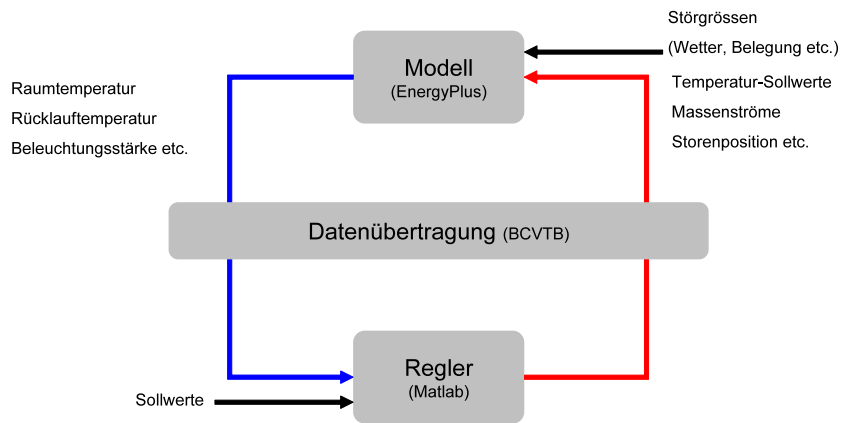 Störgrössen
(Wetter, Belegung etc.)
Modell
(EnergyPlus)
Raumtemperatur
Rücklauftemperatur
Beleuchtungsstärke etc.
Temperatur-Sollwerte
Massenströme
Storenposition etc.
Datenübertragung (BCVTB)
Regler
(Matlab)
Sollwerte